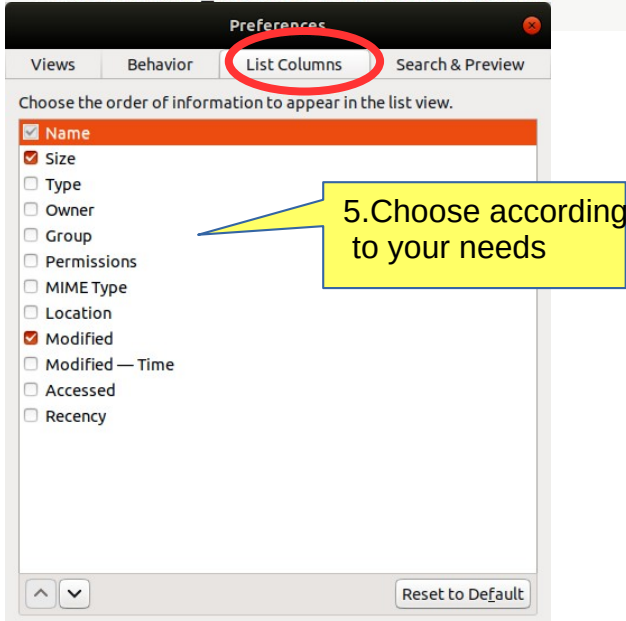 Preferences
Views Behavior List Columns Search & Preview
Choose the order of information to appear in the list view.
Name
Size
Type
Owner
Group
Permissions
MIME Type
Location
Modified
Modified — Time
Accessed
Recency
5.Choose according
to your needs
Reset to Default